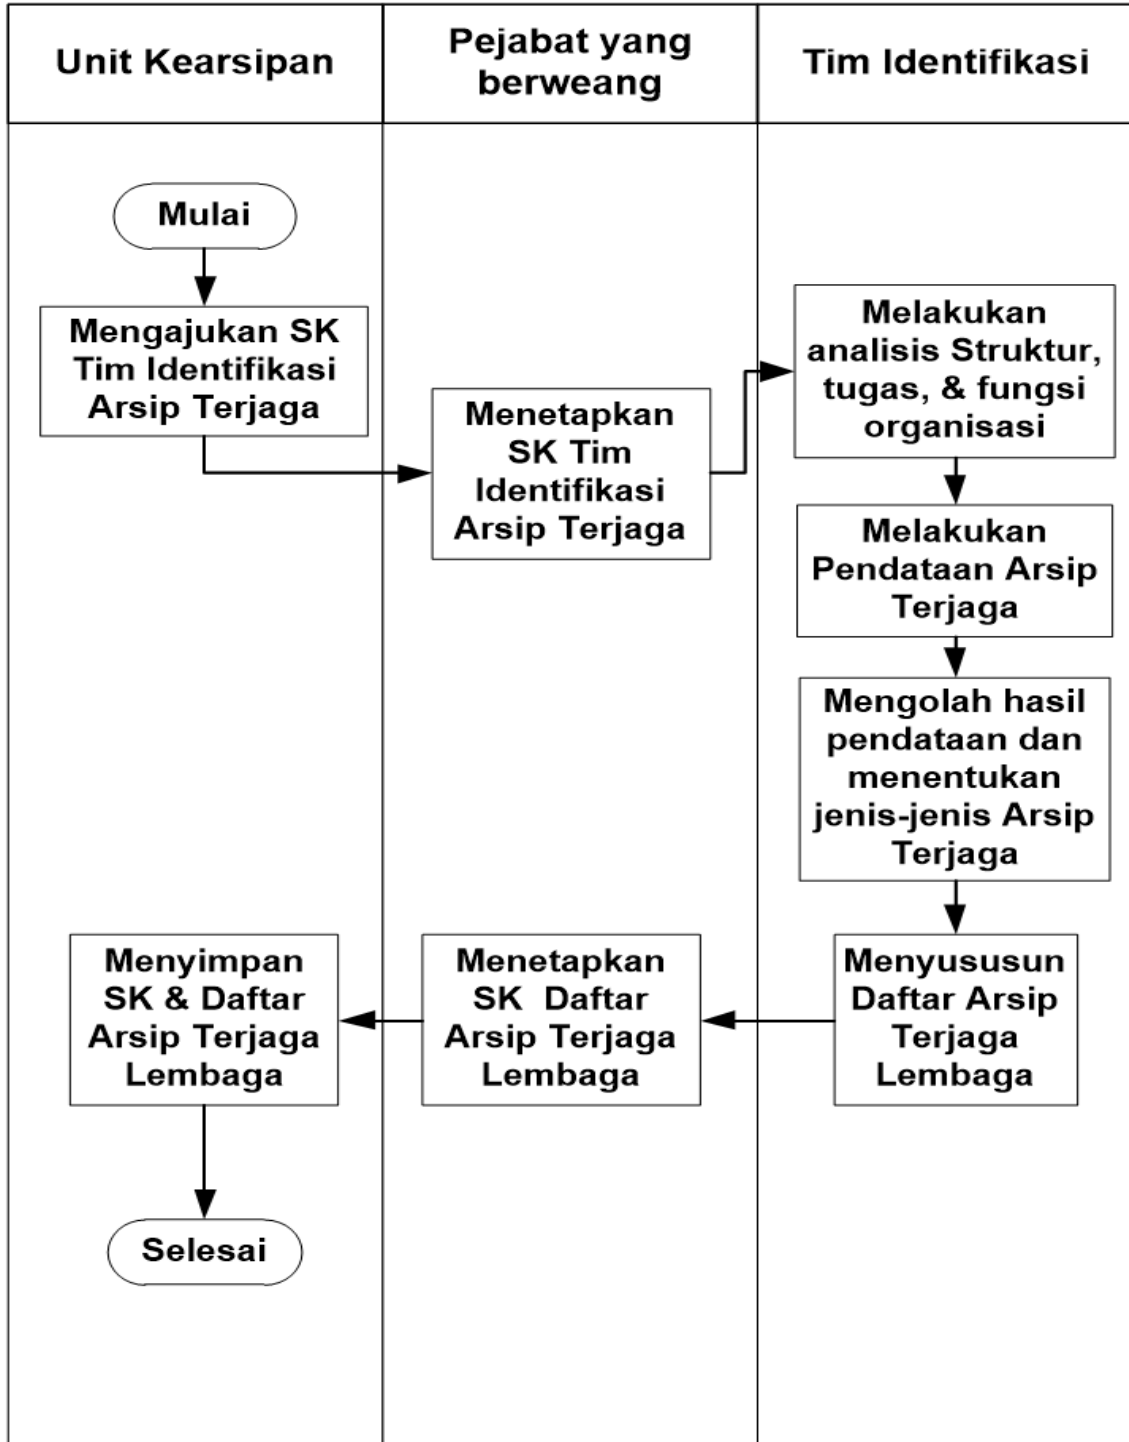 Unit Kearsipan
Pejabat yang
berweang
Tim Identifikasi
Mulai
Mengajukan SK
Tim Identifikasi
Arsip Terjaga
Menetapkan
SK Tim
Identifikasi
Arsip Terjaga
Melakukan
analisis Struktur,
tugas, & fungsi
organisasi
Melakukan
Pendataan Arsip
Terjaga
Mengolah hasil
pendataan dan
menentukan
jenis-jenis Arsip
Terjaga
Menyususun
Daftar Arsip
Terjaga
Lembaga
Menetapkan
SK Daftar
Arsip Terjaga
Lembaga
Menyimpan
SK & Daftar
Arsip Terjaga
Lembaga
Selesai